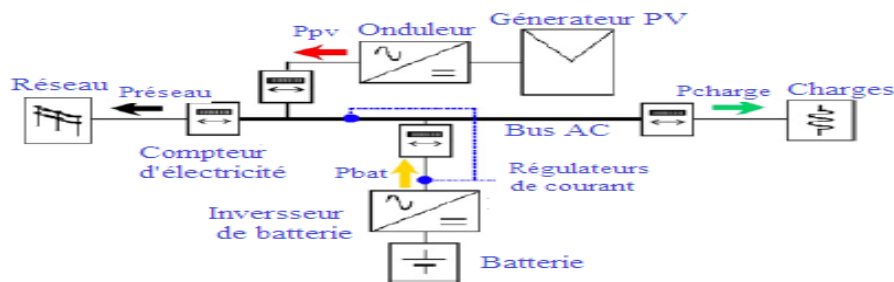 Génerateur PV
Ppv
Onduleur
Réseau
Préseau
Pcharge
Charges
Bus AC
Compteur
d'électricité
Pbat
Régulateurs
de courant
Inversseur
de batterie
Batterie